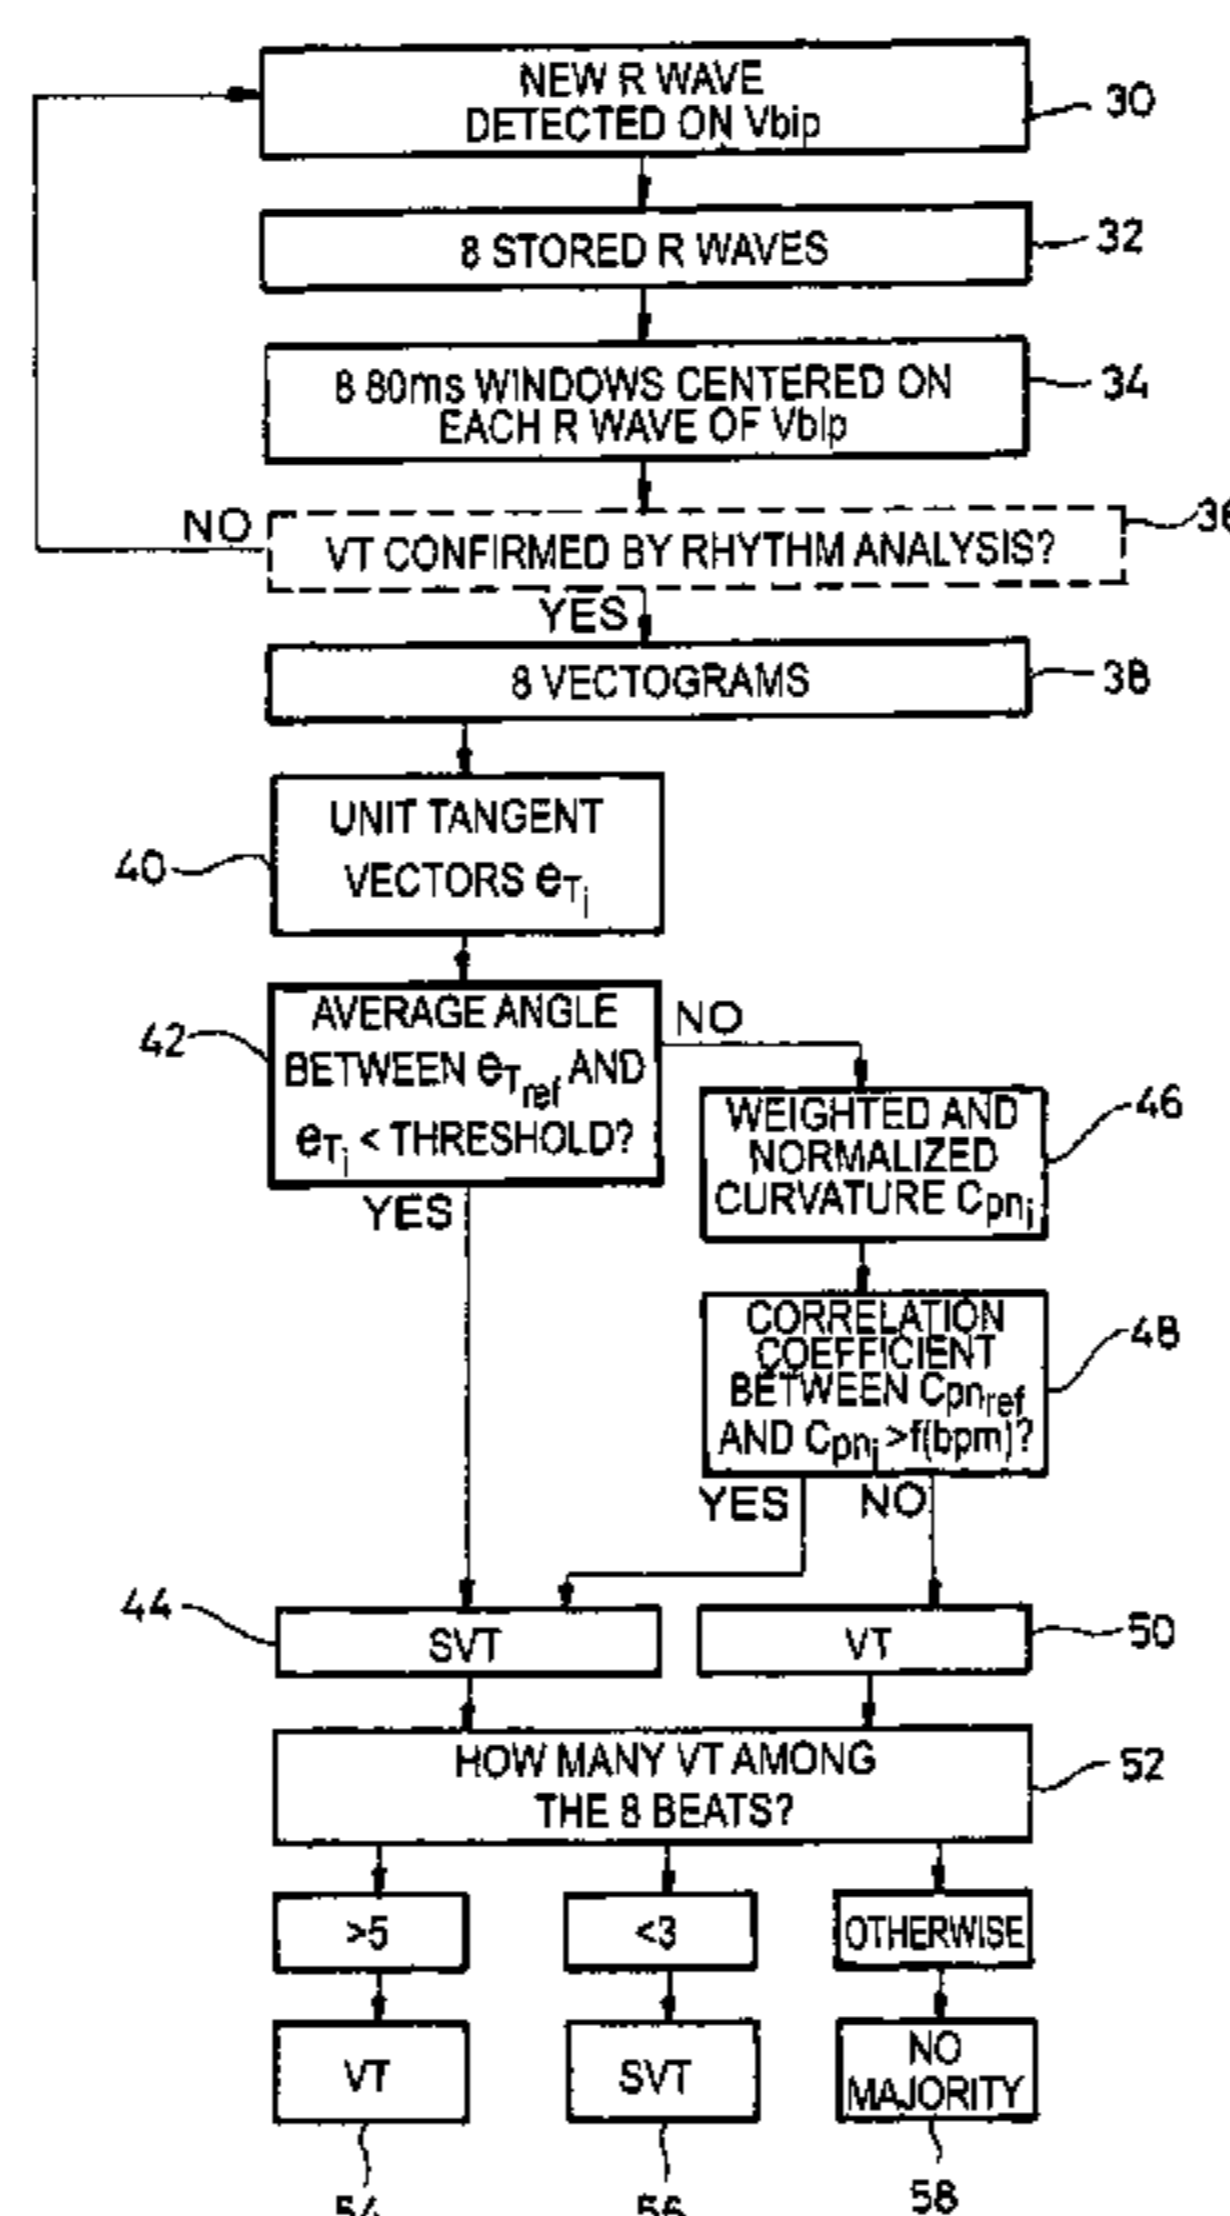 NEW R WAVE
DETECTED ON Vbip
30
8 STORED R WAVES
32
8 80ms WINDOWS CENTERED ON
EACH R WAVE OF Vbip
34
NO
VT CONFIRMED BY RHYTHM ANALYSIS?
36
YES
8 VECTOGRAMS
38
UNIT TANGENT
VECTORS eTi
40
AVERAGE ANGLE
BETWEEN eTref AND
eTi < THRESHOLD?
42
NO
YES
WEIGHTED AND
NORMALIZED
CURVATURE Cpni
46
CORRELATION
COEFFICIENT
BETWEEN Cpnref
AND Cpni >f(bpm)?
48
YES
NO
44
SVT
VT
50
HOW MANY VT AMONG
THE 8 BEATS?
52
>5
<3
OTHERWISE
VT
SVT
NO
MAJORITY
54
56
58